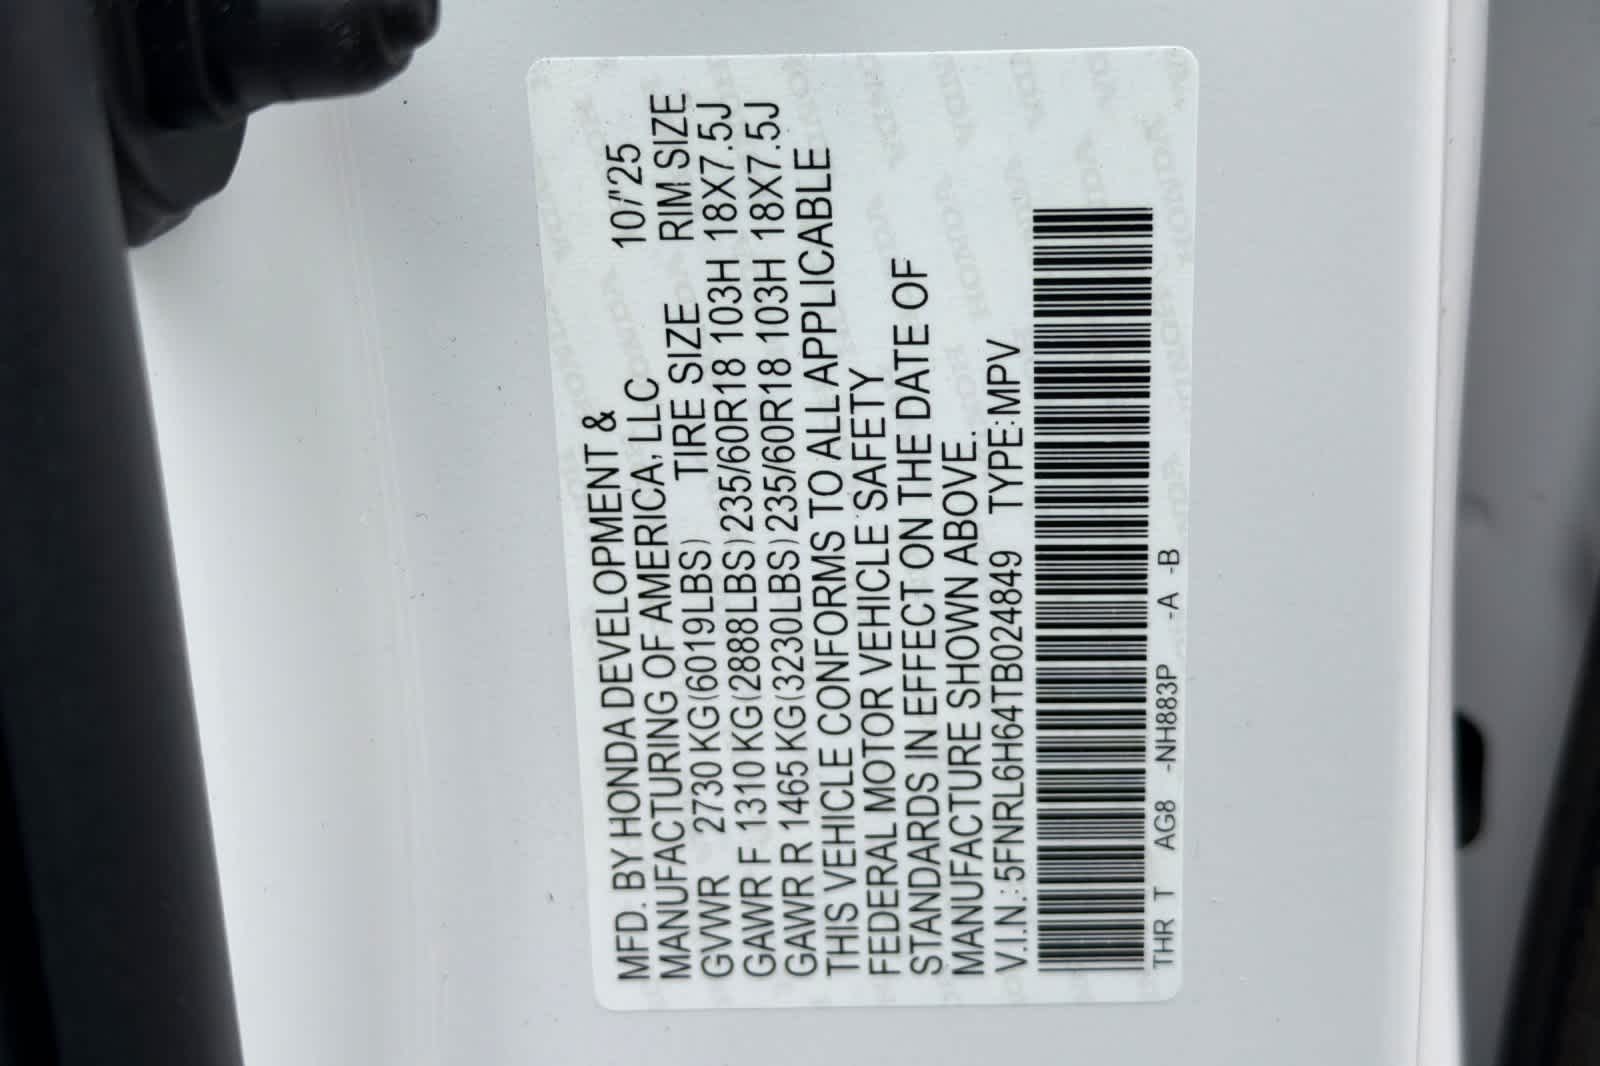 MFD. BY HONDA DEVELOPMENT &
MANUFACTURING OF AMERICA, LLC 10/'25
GVWR 2730 KG(6019LBS) TIRE SIZE RIM SIZE
GAWR F 1310 KG(2888LBS) 235/60R18 103H 18X7.5J
GAWR R 1465 KG(3230LBS) 235/60R18 103H 18X7.5J
THIS VEHICLE CONFORMS TO ALL APPLICABLE
FEDERAL MOTOR VEHICLE SAFETY
STANDARDS IN EFFECT ON THE DATE OF
MANUFACTURE SHOWN ABOVE.
V.I.N.:5FNRL6H64TB024849 TYPE:MPV
THR T AG8 -NH883P -A -B